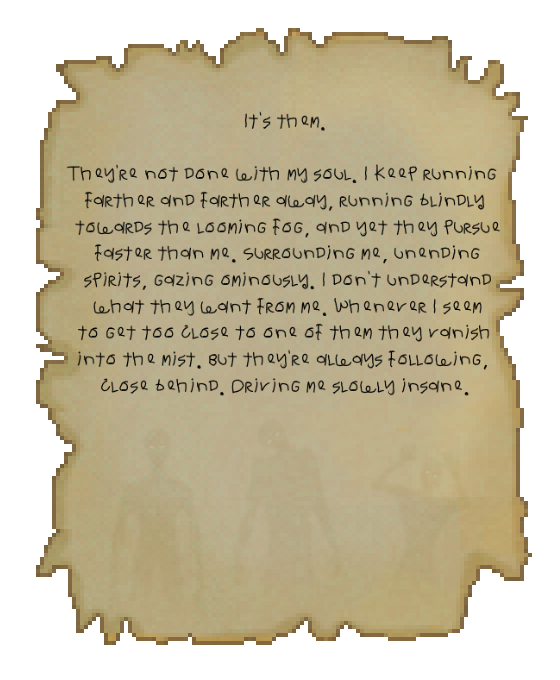 It's them.
They're not done with my soul. I keep running
farther and farther away, running blindly
towards the looming fog, and yet they pursue
faster than me. Surrounding me, unending
spirits, gazing ominously. I don't understand
what they want from me. Whenever I seem
to get too close to one of them they vanish
into the mist. But they're always following,
close behind. Driving me slowly insane.